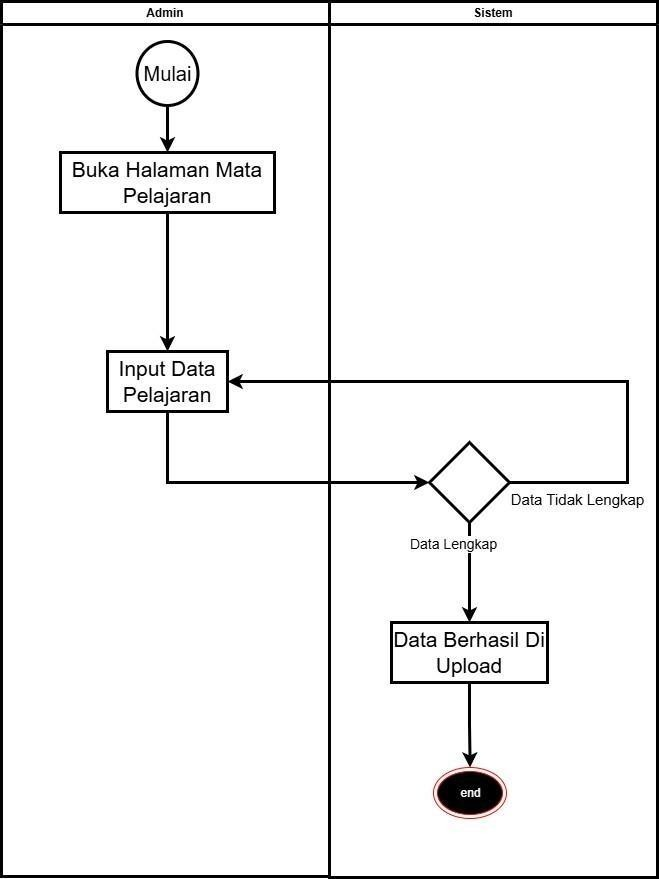 Admin
Sistem
Mulai
Buka Halaman Mata
Pelajaran
Input Data
Pelajaran
Data Tidak Lengkap
Data Lengkap
Data Berhasil Di
Upload
end